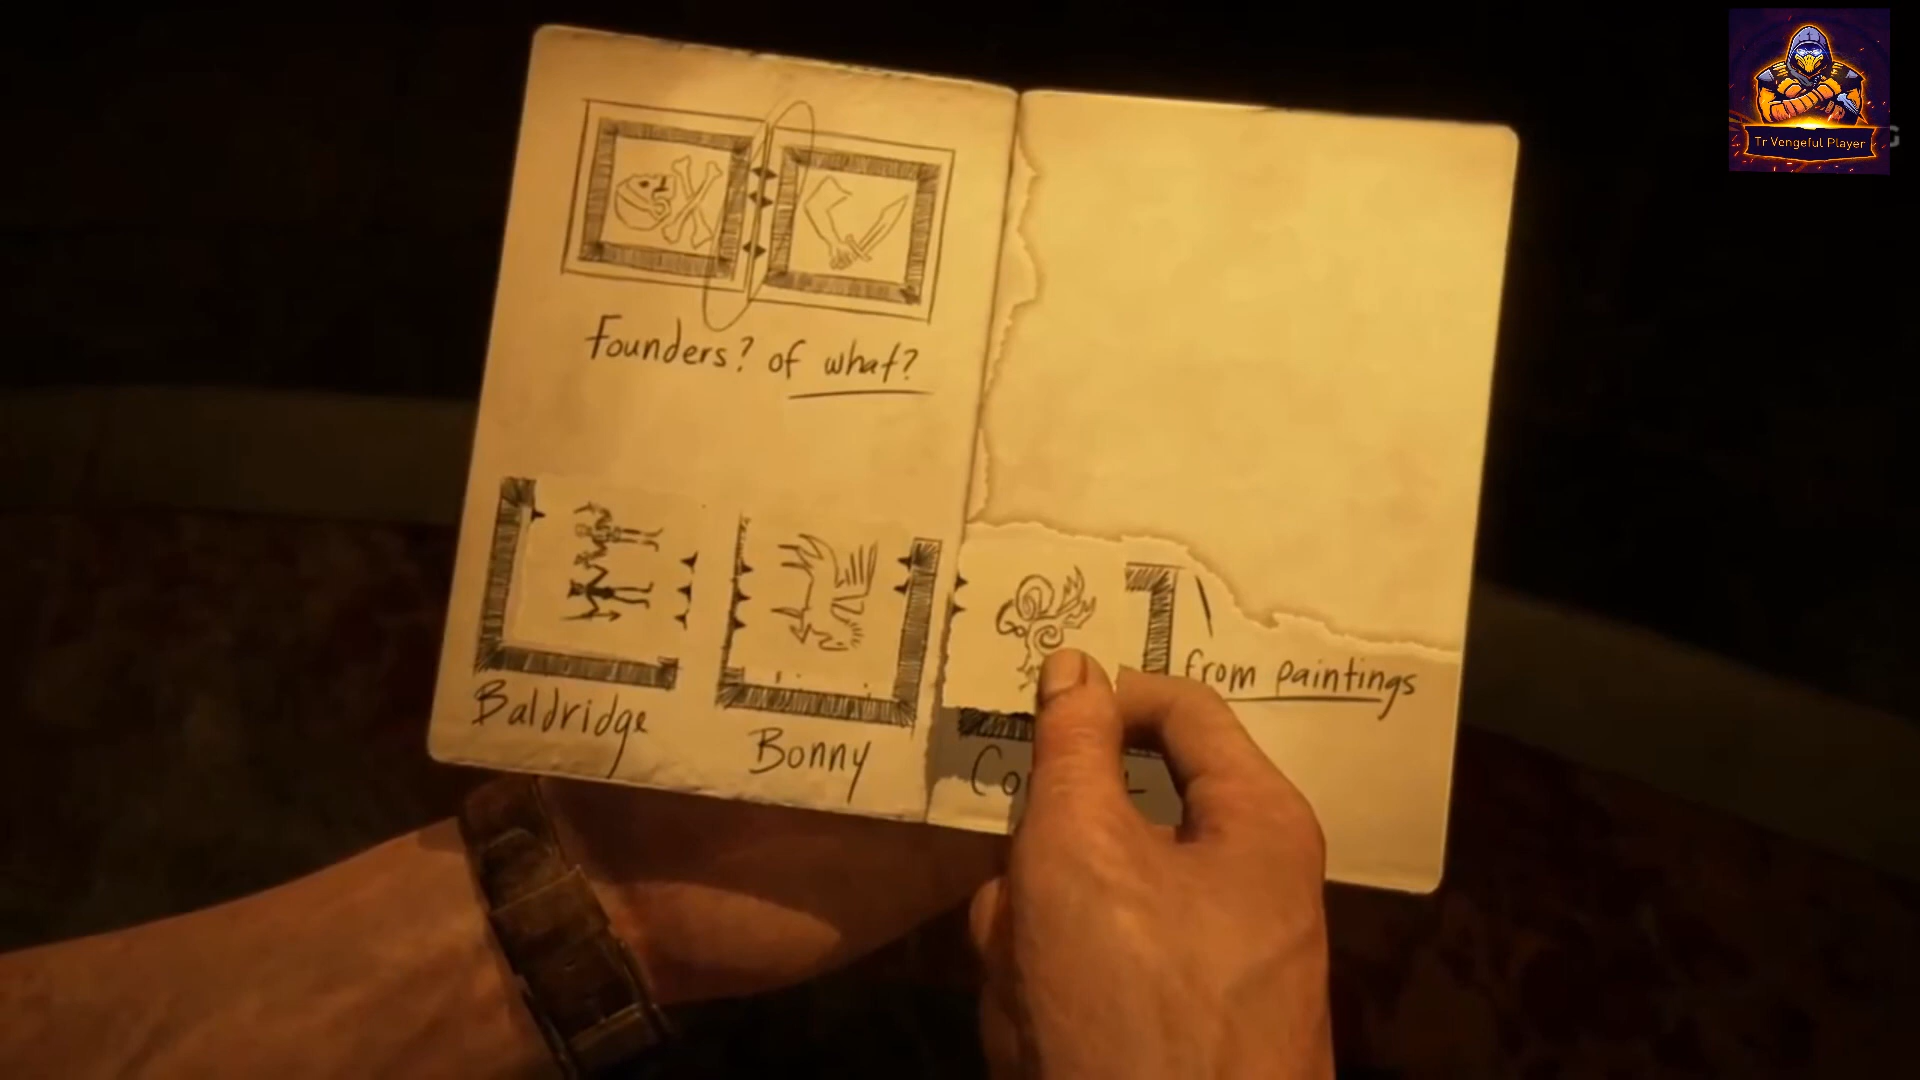 Founders? of what?
Baldridge
Bonny
from paintings
Tr Vengeful Player